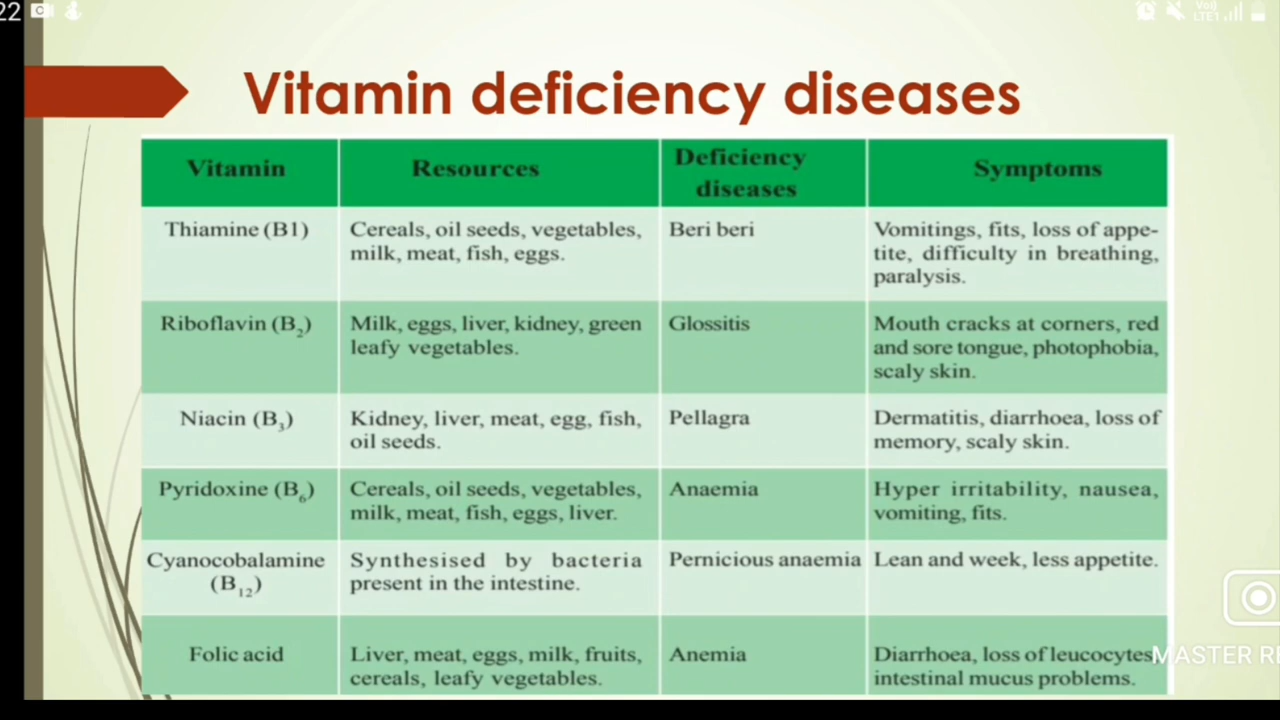 22
VoI)
LTE1
Vitamin deficiency diseases
Vitamin
Resources
Deficiency
diseases
Symptoms
Thiamine (B1)
Cereals, oil seeds, vegetables,
milk, meat, fish, eggs.
Beri beri
Vomitings, fits, loss of appe-
tite, difficulty in breathing,
paralysis.
Riboflavin (B₂)
Milk, eggs, liver, kidney, green
leafy vegetables.
Glossitis
Mouth cracks at corners, red
and sore tongue, photophobia,
scaly skin.
Niacin (B₃)
Kidney, liver, meat, egg, fish,
oil seeds.
Pellagra
Dermatitis, diarrhoea, loss of
memory, scaly skin.
Pyridoxine (B₆)
Cereals, oil seeds, vegetables,
milk, meat, fish, eggs, liver.
Anaemia
Hyper irritability, nausea,
vomiting, fits.
Cyanocobalamine
(B₁₂)
Synthesised by bacteria
present in the intestine.
Pernicious anaemia
Lean and week, less appetite.
Folic acid
Liver, meat, eggs, milk, fruits,
cereals, leafy vegetables.
Anemia
Diarrhoea, loss of leucocytes
intestinal mucus problems.
MASTER RE